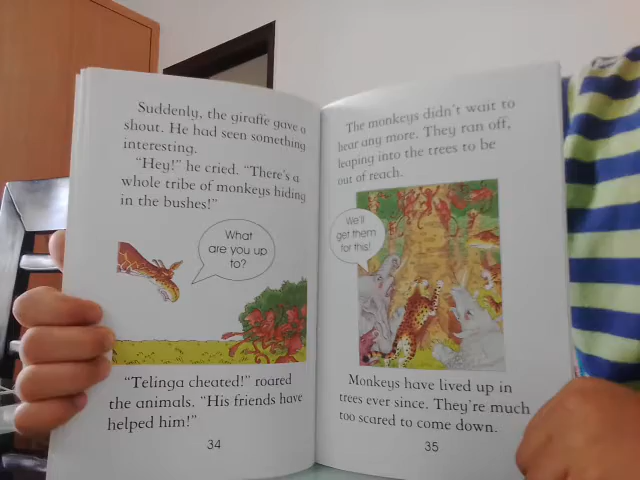 Suddenly, the giraffe gave a
shout. He had seen something
interesting.
"Hey!" he cried. "There's a
whole tribe of monkeys hiding
in the bushes!"
What
are you up
to?
"Telinga cheated!" roared
the animals. "His friends have
helped him!"
34
The monkeys didn't wait to
hear any more. They ran off,
leaping into the trees to be
out of reach.
We'll
get them
for this!
Monkeys have lived up in
trees ever since. They're much
too scared to come down.
35